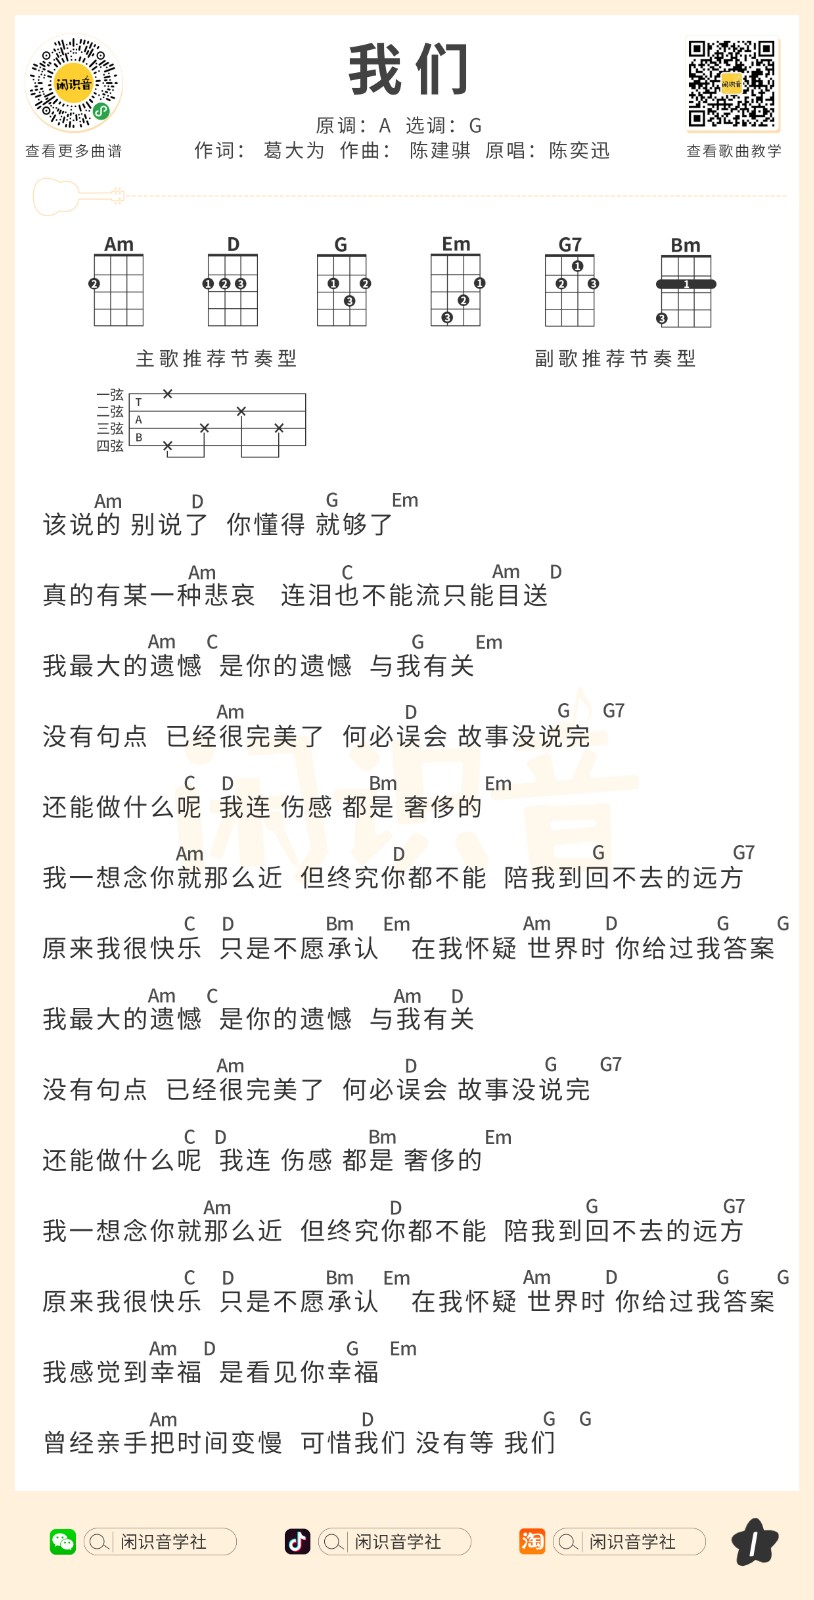 闲识音
我们
闲识音
原调：A 选调：G
作词： 葛大为 作曲： 陈建骐 原唱：陈奕迅
查看更多曲谱
查看歌曲教学
Am D G Em G7 Bm
2
1 2 3
1 2 3
1 2 3
1 2 3
1 3
主歌推荐节奏型 副歌推荐节奏型
一弦 T
二弦 A
三弦 B
四弦
Am D G Em
该说的 别说了 你懂得 就够了
Am C Am D
真的有某一种悲哀 连泪也不能流只能目送
Am C G Em
我最大的遗憾 是你的遗憾 与我有关
Am D G G7
没有句点 已经很完美了 何必误会 故事没说完
C D Bm Em
还能做什么呢 我连 伤感 都是 奢侈的
Am D G G7
我一想念你就那么近 但终究你都不能 陪我到回不去的远方
C D Bm Em Am D G G
原来我很快乐 只是不愿承认 在我怀疑 世界时 你给过我答案
Am C Am D
我最大的遗憾 是你的遗憾 与我有关
Am D G G7
没有句点 已经很完美了 何必误会 故事没说完
C D Bm Em
还能做什么呢 我连 伤感 都是 奢侈的
Am D G G7
我一想念你就那么近 但终究你都不能 陪我到回不去的远方
C D Bm Em Am D G G
原来我很快乐 只是不愿承认 在我怀疑 世界时 你给过我答案
Am D G Em
我感觉到幸福 是看见你幸福
Am D G G
曾经亲手把时间变慢 可惜我们 没有等 我们
闲识音
闲识音学社 闲识音学社 淘 闲识音学社 1